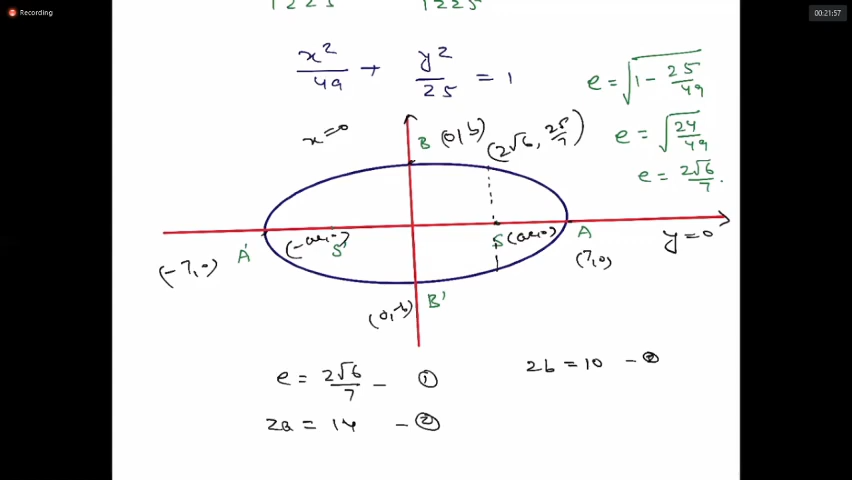 Recording
00:21:57
1225 1225
x²/49 + y²/25 = 1
e = √(1 - 25/49)
e = √(24/49)
e = 2√6/7.
x=0
B (0,b)
(2√6, 25/7)
A' (-ae,0) S' S (ae,0) A
y=0
(-7,0)
(7,0)
(0,-b) B'
e = 2√6/7 - ①
2b = 10 -
2a = 14 - ②